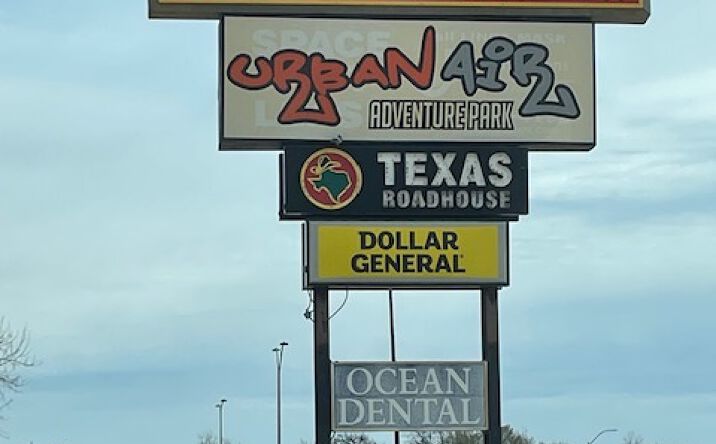 URBAN AIR
ADVENTURE PARK
TEXAS
ROADHOUSE
DOLLAR
GENERAL
OCEAN
DENTAL